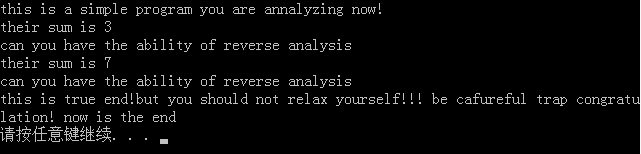 this is a simple program you are annalyzing now!
their sum is 3
can you have the ability of reverse analysis
their sum is 7
can you have the ability of reverse analysis
this is true end!but you should not relax yourself!!! be cafureful trap congratu
lation! now is the end
请按任意键继续. . .